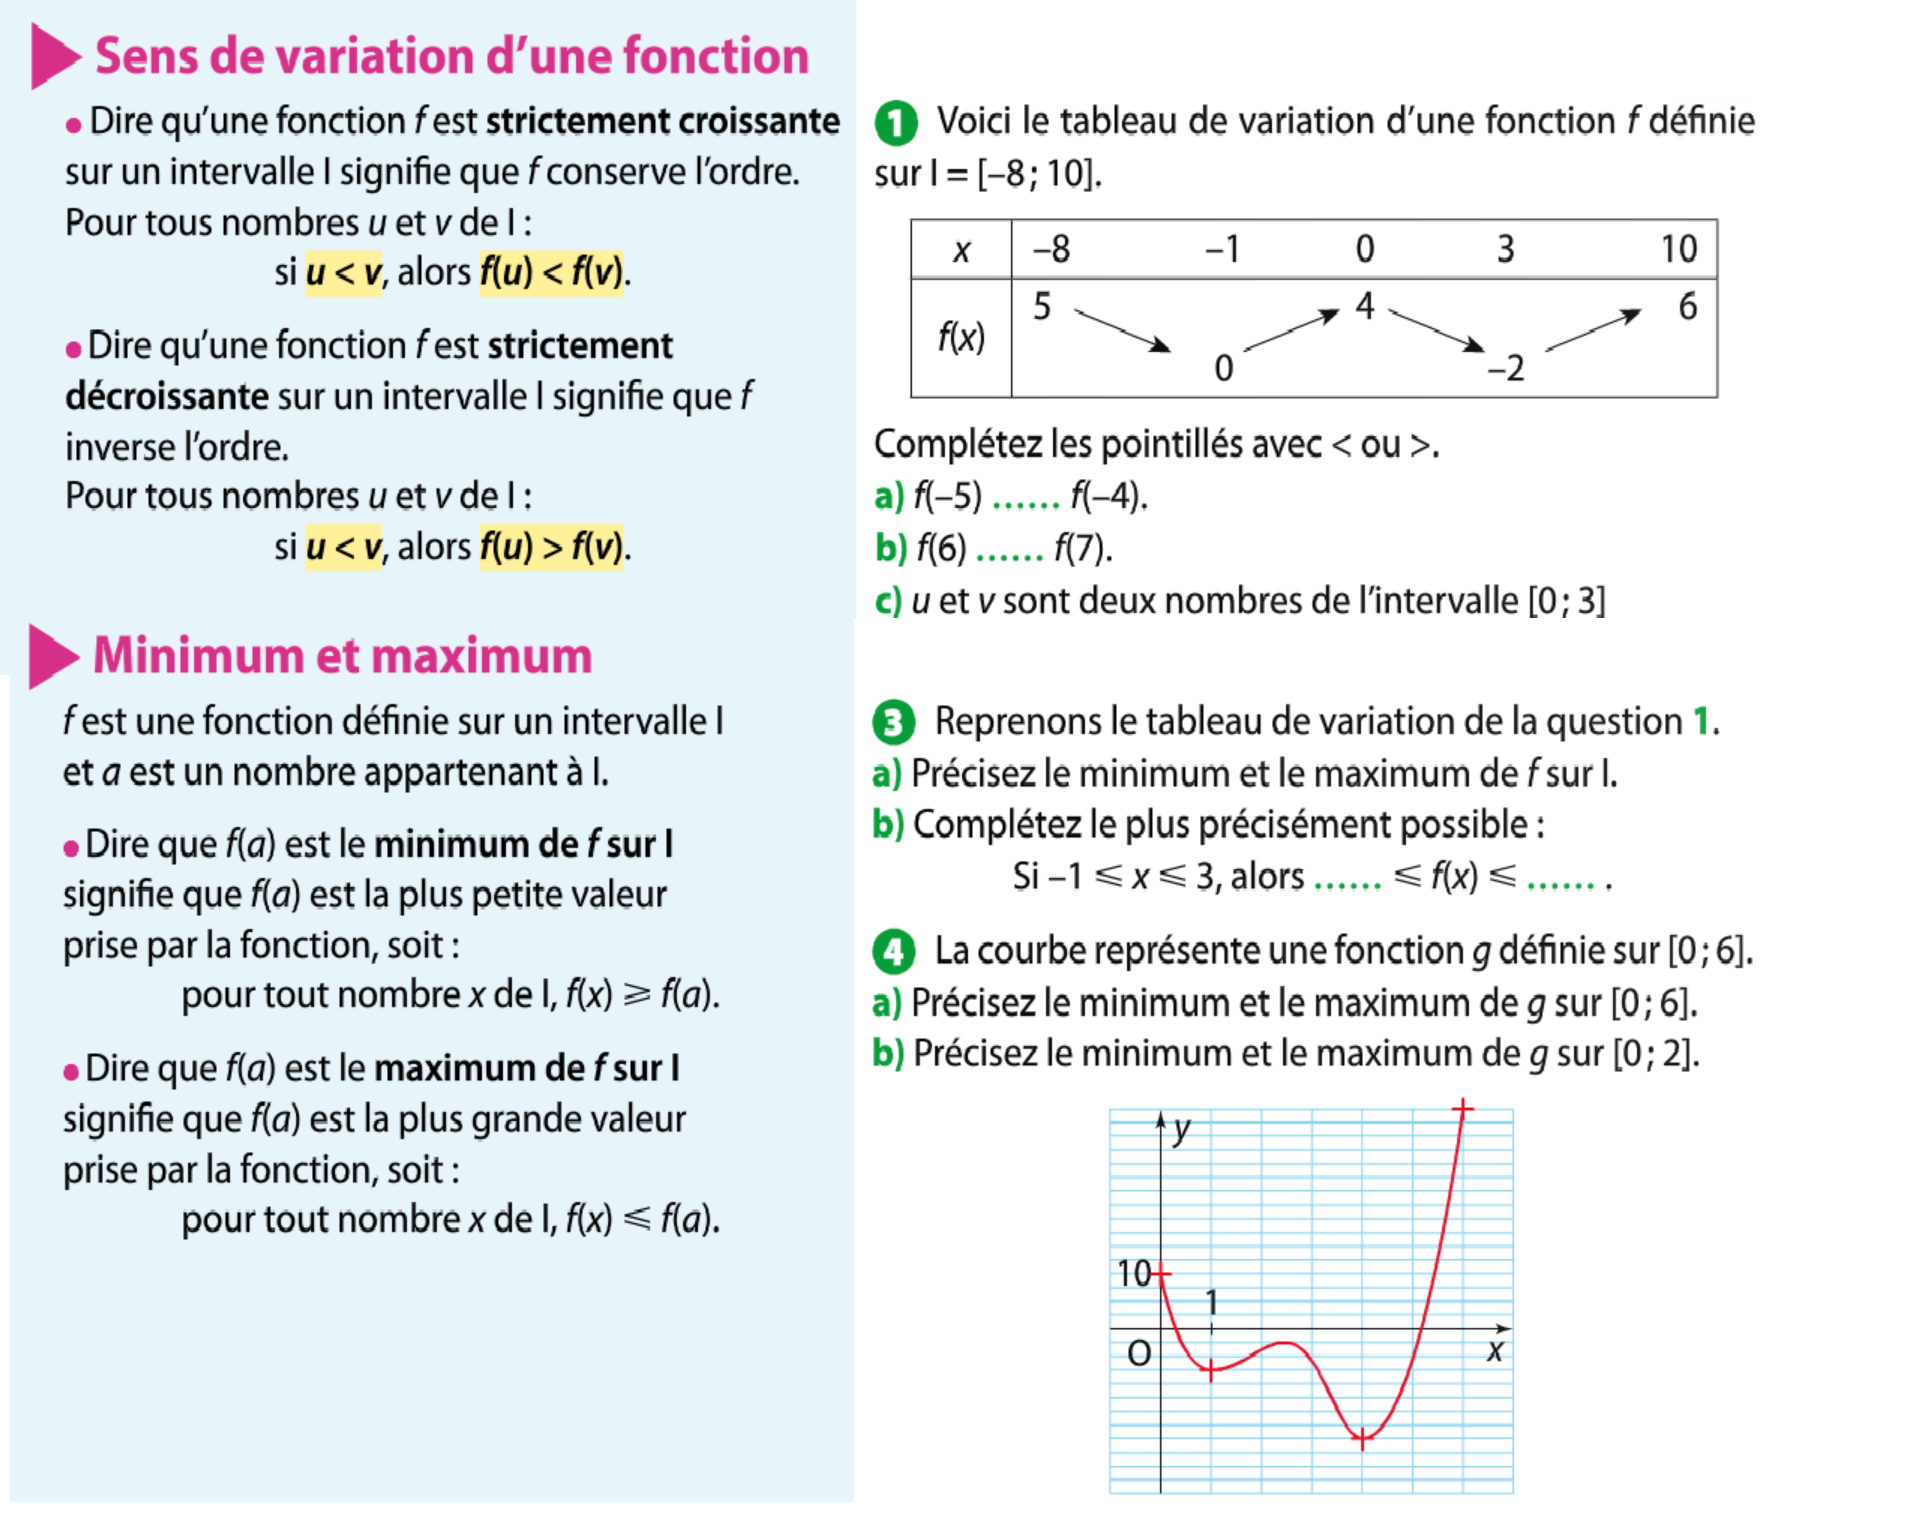 Sens de variation d’une fonction
• Dire qu’une fonction f est strictement croissante
sur un intervalle I signifie que f conserve l’ordre.
Pour tous nombres u et v de I :
si u < v, alors f(u) < f(v).
• Dire qu’une fonction f est strictement
décroissante sur un intervalle I signifie que f
inverse l’ordre.
Pour tous nombres u et v de I :
si u < v, alors f(u) > f(v).
1 Voici le tableau de variation d’une fonction f définie
sur I = [–8 ; 10].
x –8 –1 0 3 10
5 4 6
f(x)
0 –2
Complétez les pointillés avec < ou >.
a) f(–5) ...... f(–4).
b) f(6) ...... f(7).
c) u et v sont deux nombres de l’intervalle [0 ; 3]
Minimum et maximum
f est une fonction définie sur un intervalle I
et a est un nombre appartenant à I.
• Dire que f(a) est le minimum de f sur I
signifie que f(a) est la plus petite valeur
prise par la fonction, soit :
pour tout nombre x de I, f(x) ⩾ f(a).
• Dire que f(a) est le maximum de f sur I
signifie que f(a) est la plus grande valeur
prise par la fonction, soit :
pour tout nombre x de I, f(x) ⩽ f(a).
3 Reprenons le tableau de variation de la question 1.
a) Précisez le minimum et le maximum de f sur I.
b) Complétez le plus précisément possible :
Si –1 ⩽ x ⩽ 3, alors ...... ⩽ f(x) ⩽ ...... .
4 La courbe représente une fonction g définie sur [0 ; 6].
a) Précisez le minimum et le maximum de g sur [0 ; 6].
b) Précisez le minimum et le maximum de g sur [0 ; 2].
y
10
1
O
x